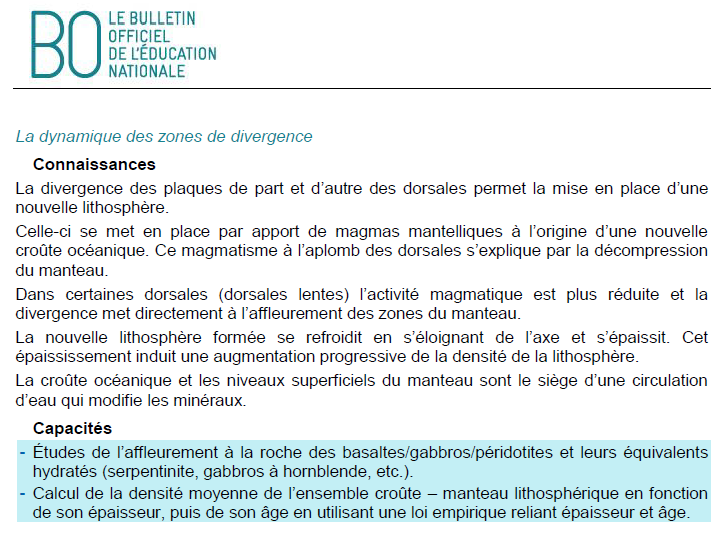 BO LE BULLETIN
OFFICIEL
DE L'ÉDUCATION
NATIONALE
La dynamique des zones de divergence
Connaissances
La divergence des plaques de part et d'autre des dorsales permet la mise en place d'une
nouvelle lithosphère.
Celle-ci se met en place par apport de magmas mantelliques à l'origine d'une nouvelle
croûte océanique. Ce magmatisme à l'aplomb des dorsales s'explique par la décompression
du manteau.
Dans certaines dorsales (dorsales lentes) l'activité magmatique est plus réduite et la
divergence met directement à l'affleurement des zones du manteau.
La nouvelle lithosphère formée se refroidit en s'éloignant de l'axe et s'épaissit. Cet
épaississement induit une augmentation progressive de la densité de la lithosphère.
La croûte océanique et les niveaux superficiels du manteau sont le siège d'une circulation
d'eau qui modifie les minéraux.
Capacités
- Études de l'affleurement à la roche des basaltes/gabbros/péridotites et leurs équivalents
hydratés (serpentinite, gabbros à hornblende, etc.).
- Calcul de la densité moyenne de l'ensemble croûte – manteau lithosphérique en fonction
de son épaisseur, puis de son âge en utilisant une loi empirique reliant épaisseur et âge.